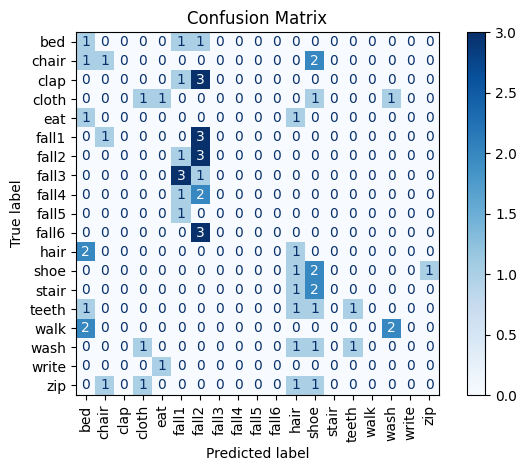 Confusion Matrix
True label
bed 1 0 0 0 0 1 1 0 0 0 0 0 0 0 0 0 0 0 0
chair 1 1 0 0 0 0 0 0 0 0 0 0 2 0 0 0 0 0 0
clap 0 0 0 0 0 1 3 0 0 0 0 0 0 0 0 0 0 0 0
cloth 0 0 0 1 1 0 0 0 0 0 0 0 1 0 0 0 1 0 0
eat 1 0 0 0 0 0 0 0 0 0 0 1 0 0 0 0 0 0 0
fall1 0 1 0 0 0 0 3 0 0 0 0 0 0 0 0 0 0 0 0
fall2 0 0 0 0 0 1 3 0 0 0 0 0 0 0 0 0 0 0 0
fall3 0 0 0 0 0 3 1 0 0 0 0 0 0 0 0 0 0 0 0
fall4 0 0 0 0 0 1 2 0 0 0 0 0 0 0 0 0 0 0 0
fall5 0 0 0 0 0 1 0 0 0 0 0 0 0 0 0 0 0 0 0
fall6 0 0 0 0 0 0 3 0 0 0 0 0 0 0 0 0 0 0 0
hair 2 0 0 0 0 0 0 0 0 0 0 1 0 0 0 0 0 0 0
shoe 0 0 0 0 0 0 0 0 0 0 0 1 2 0 0 0 0 0 1
stair 0 0 0 0 0 0 0 0 0 0 0 1 2 0 0 0 0 0 0
teeth 1 0 0 0 0 0 0 0 0 0 0 1 1 0 1 0 0 0 0
walk 2 0 0 0 0 0 0 0 0 0 0 0 0 0 0 0 2 0 0
wash 0 0 0 1 0 0 0 0 0 0 0 1 1 0 1 0 0 0 0
write 0 0 0 0 1 0 0 0 0 0 0 0 0 0 0 0 0 0 0
zip 0 1 0 1 0 0 0 0 0 0 0 1 1 0 0 0 0 0 0
bed chair clap cloth eat fall1 fall2 fall3 fall4 fall5 fall6 hair shoe stair teeth walk wash write zip
Predicted label
3.0
2.5
2.0
1.5
1.0
0.5
0.0